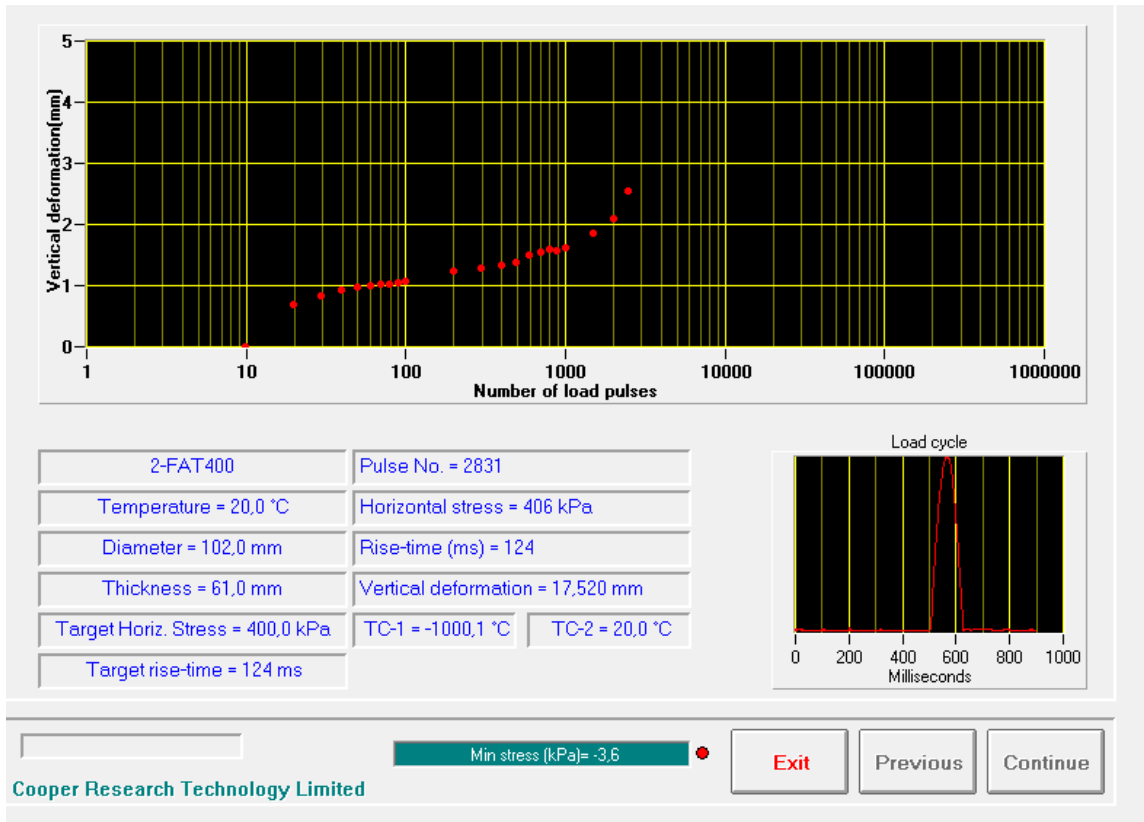 5
4
3
2
1
0
Vertical deformation(mm)
1 10 100 1000 10000 100000 1000000
Number of load pulses
2-FAT400
Pulse No. = 2831
Temperature = 20,0 °C
Horizontal stress = 406 kPa
Diameter = 102,0 mm
Rise-time (ms) = 124
Thickness = 61,0 mm
Vertical deformation = 17,520 mm
Target Horiz. Stress = 400,0 kPa
TC-1 = -1000,1 °C
TC-2 = 20,0 °C
Target rise-time = 124 ms
Load cycle
0 200 400 600 800 1000
Milliseconds
Min stress (kPa)= -3,6
Exit
Previous
Continue
Cooper Research Technology Limited